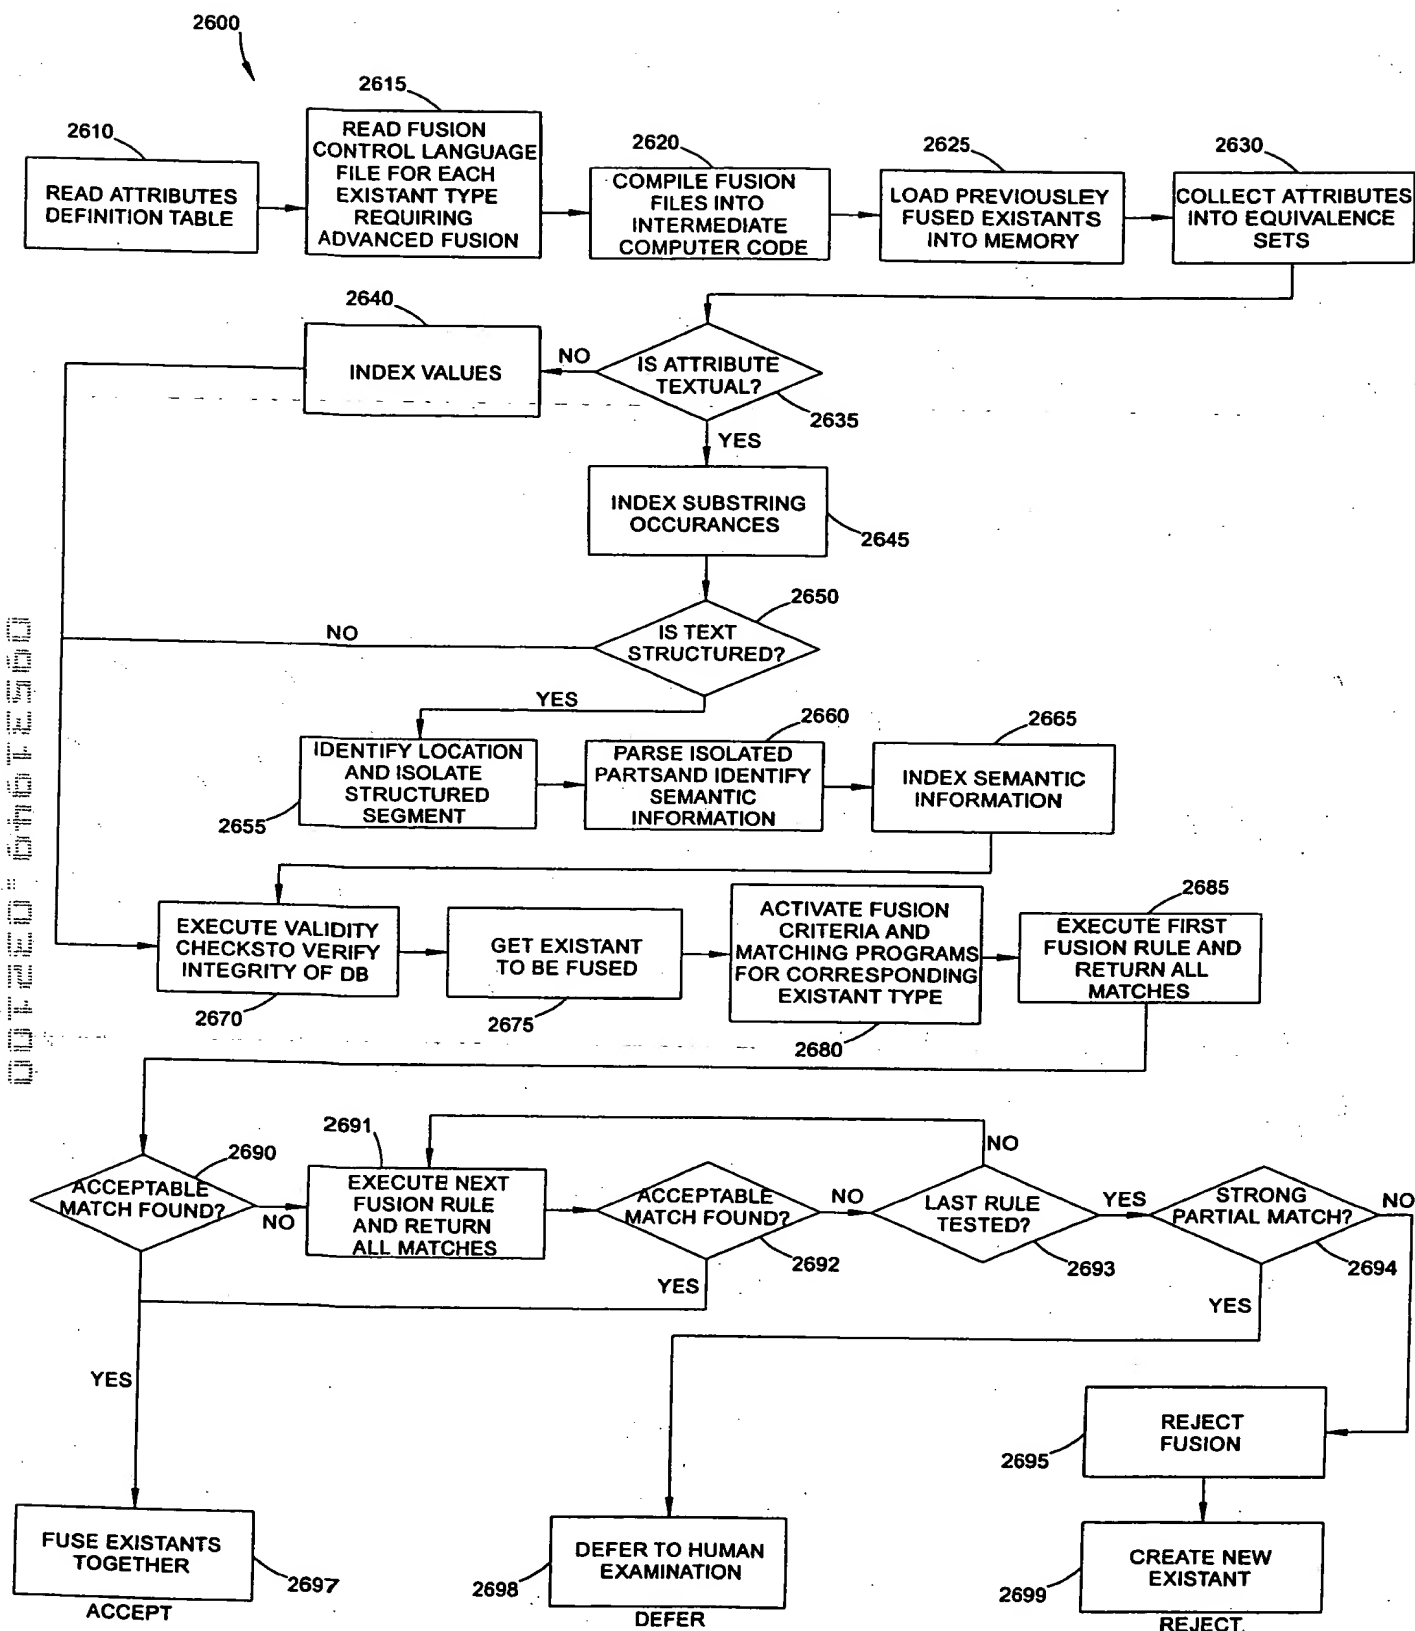 2600
2610
READ ATTRIBUTES
DEFINITION TABLE
2615
READ FUSION
CONTROL LANGUAGE
FILE FOR EACH
EXISTANT TYPE
REQUIRING
ADVANCED FUSION
2620
COMPILE FUSION
FILES INTO
INTERMEDIATE
COMPUTER CODE
2625
LOAD PREVIOUSLEY
FUSED EXISTANTS
INTO MEMORY
2630
COLLECT ATTRIBUTES
INTO EQUIVALENCE
SETS
2640
INDEX VALUES
NO
IS ATTRIBUTE
TEXTUAL?
2635
YES
INDEX SUBSTRING
OCCURANCES
2645
2650
IS TEXT
STRUCTURED?
NO
YES
IDENTIFY LOCATION
AND ISOLATE
STRUCTURED
SEGMENT
2655
2660
PARSE ISOLATED
PARTSAND IDENTIFY
SEMANTIC
INFORMATION
2665
INDEX SEMANTIC
INFORMATION
EXECUTE VALIDITY
CHECKSTO VERIFY
INTEGRITY OF DB
2670
GET EXISTANT
TO BE FUSED
2675
ACTIVATE FUSION
CRITERIA AND
MATCHING PROGRAMS
FOR CORRESPONDING
EXISTANT TYPE
2680
2685
EXECUTE FIRST
FUSION RULE AND
RETURN ALL
MATCHES
2690
ACCEPTABLE
MATCH FOUND?
NO
2691
EXECUTE NEXT
FUSION RULE
AND RETURN
ALL MATCHES
ACCEPTABLE
MATCH FOUND?
2692
NO
YES
LAST RULE
TESTED?
2693
NO
YES
STRONG
PARTIAL MATCH?
2694
NO
YES
YES
REJECT
FUSION
2695
FUSE EXISTANTS
TOGETHER
2697
ACCEPT
DEFER TO HUMAN
EXAMINATION
2698
DEFER
CREATE NEW
EXISTANT
2699
REJECT.
09531949.032100